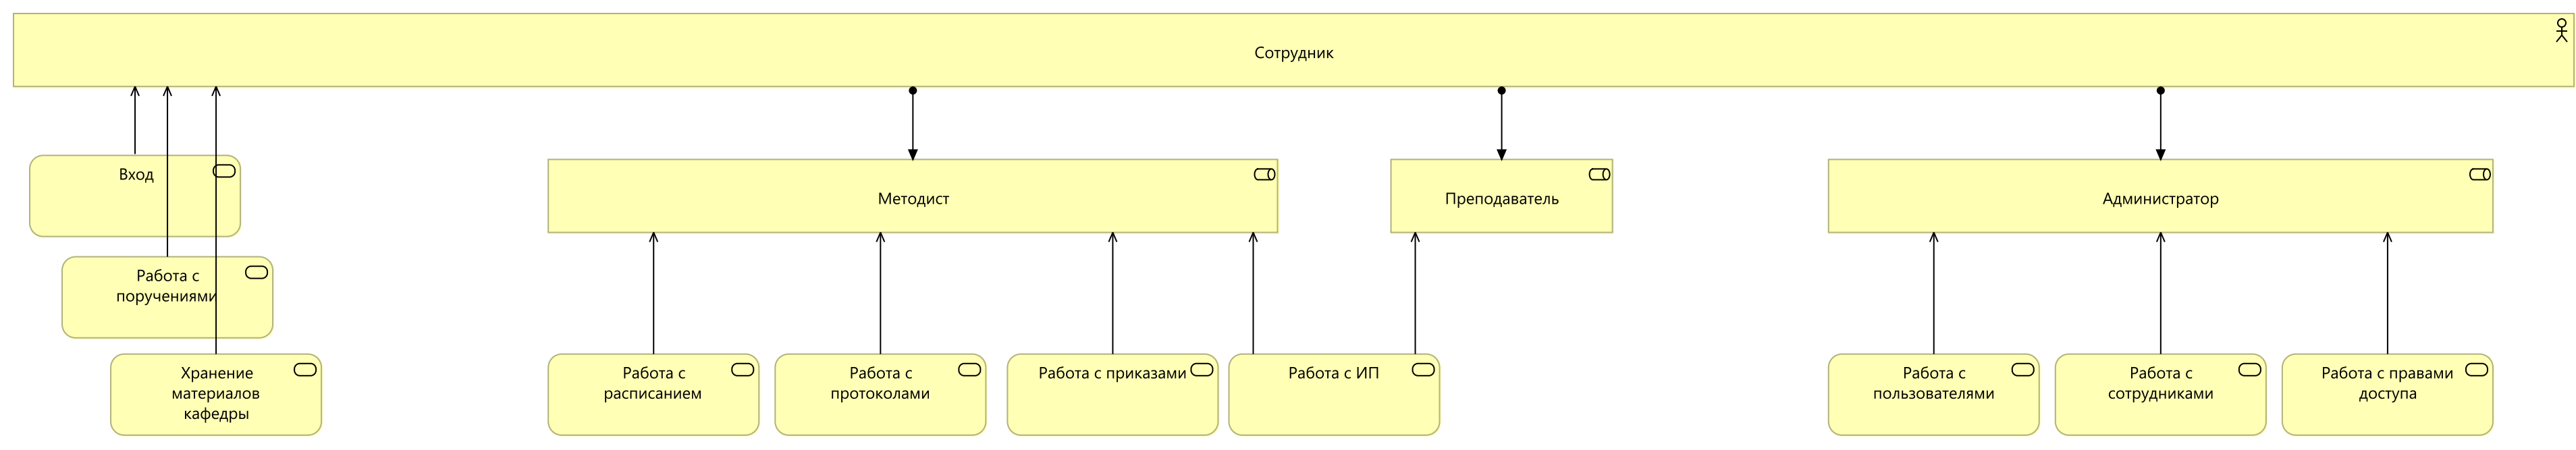 Сотрудник
Вход
Методист
Преподаватель
Администратор
Работа с
поручениями
Хранение
материалов
кафедры
Работа с
расписанием
Работа с
протоколами
Работа с приказами
Работа с ИП
Работа с
пользователями
Работа с
сотрудниками
Работа с правами
доступа